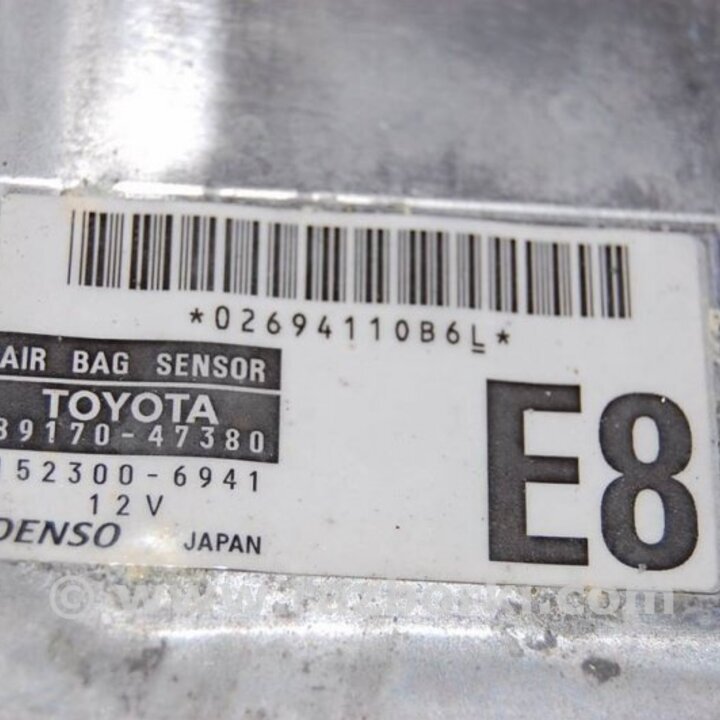 *02694110B6L*
AIR BAG SENSOR
TOYOTA
89170-47380
152300-6941
12V
DENSO JAPAN
E8